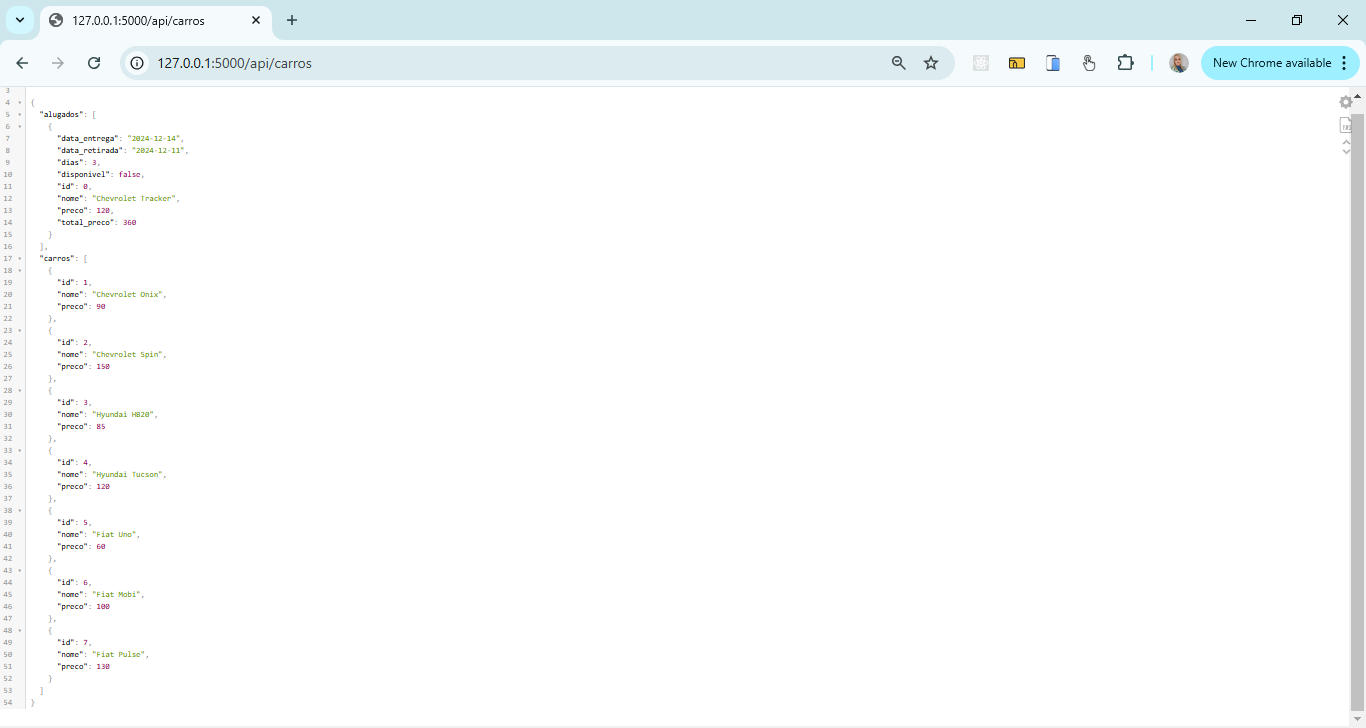 127.0.0.1:5000/api/carros
127.0.0.1:5000/api/carros
New Chrome available
3
4 {
5 "alugados": [
6 {
7 "data_entrega": "2024-12-14",
8 "data_retirada": "2024-12-11",
9 "dias": 3,
10 "disponivel": false,
11 "id": 0,
12 "nome": "Chevrolet Tracker",
13 "preco": 120,
14 "total_preco": 360
15 }
16 ],
17 "carros": [
18 {
19 "id": 1,
20 "nome": "Chevrolet Onix",
21 "preco": 90
22 },
23 {
24 "id": 2,
25 "nome": "Chevrolet Spin",
26 "preco": 150
27 },
28 {
29 "id": 3,
30 "nome": "Hyundai HB20",
31 "preco": 85
32 },
33 {
34 "id": 4,
35 "nome": "Hyundai Tucson",
36 "preco": 120
37 },
38 {
39 "id": 5,
40 "nome": "Fiat Uno",
41 "preco": 60
42 },
43 {
44 "id": 6,
45 "nome": "Fiat Mobi",
46 "preco": 100
47 },
48 {
49 "id": 7,
50 "nome": "Fiat Pulse",
51 "preco": 130
52 }
53 ]
54 }